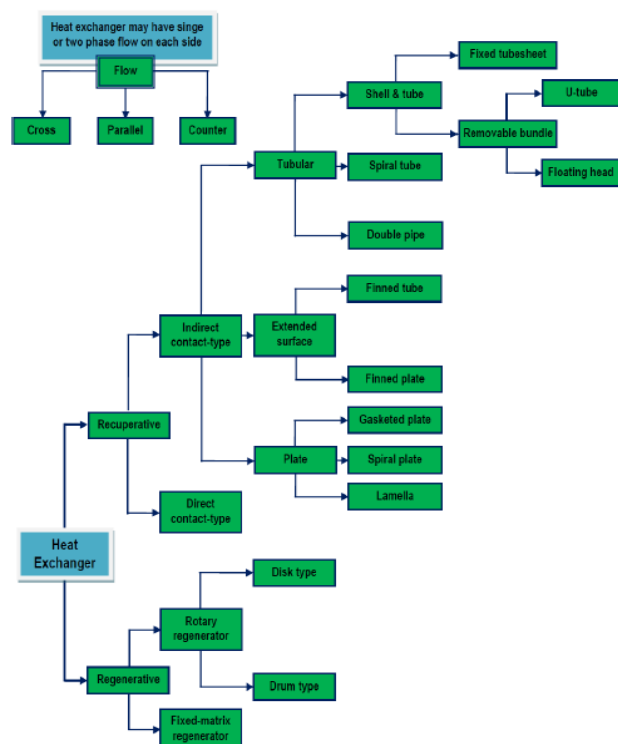 Heat exchanger may have singe
or two phase flow on each side
Flow
Cross
Parallel
Counter
Fixed tubesheet
Shell & tube
U-tube
Removable bundle
Tubular
Spiral tube
Floating head
Double pipe
Finned tube
Indirect
contact-type
Extended
surface
Finned plate
Gasketed plate
Recuperative
Plate
Spiral plate
Lamella
Direct
contact-type
Heat
Exchanger
Disk type
Rotary
regenerator
Regenerative
Drum type
Fixed-matrix
regenerator